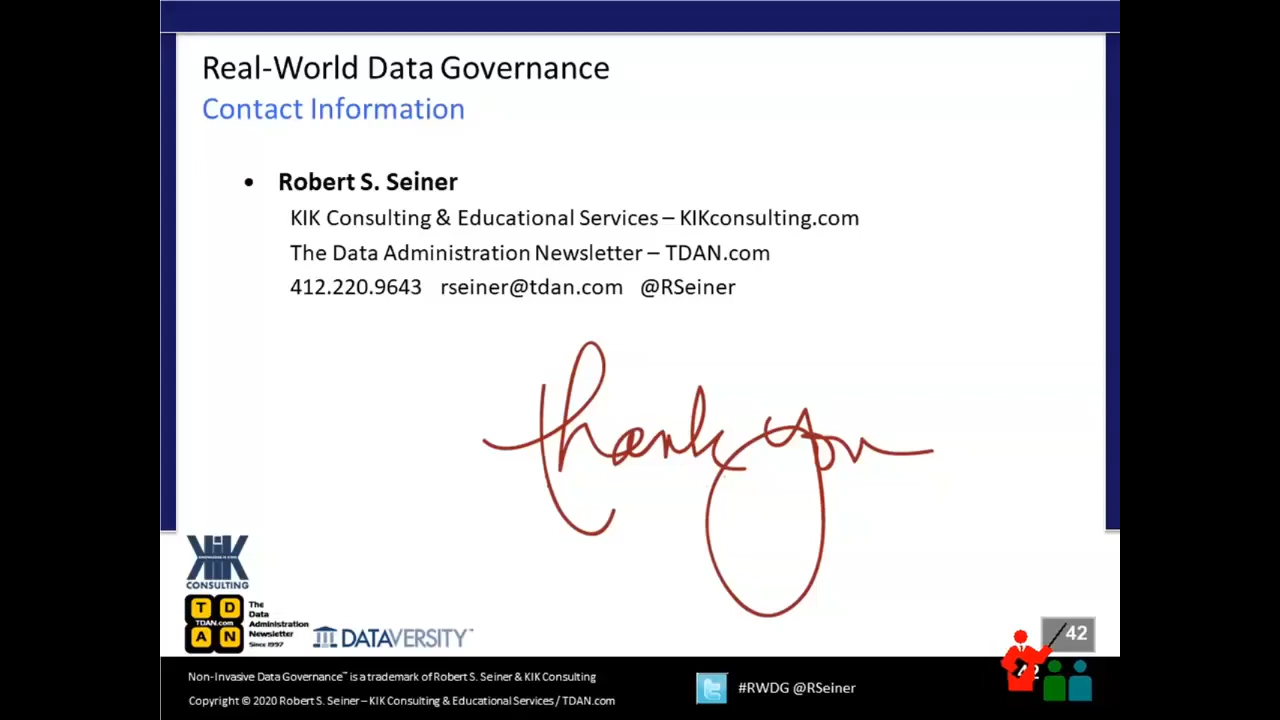 Real-World Data Governance
Contact Information
• Robert S. Seiner
KIK Consulting & Educational Services – KIKconsulting.com
The Data Administration Newsletter – TDAN.com
412.220.9643 rseiner@tdan.com @RSeiner
thank you
KIK
CONSULTING
T D
TDAN.com
A N
The
Data
Administration
Newsletter
Since 1997
DATAVERSITY™
42
42
Non-Invasive Data Governance™ is a trademark of Robert S. Seiner & KIK Consulting
Copyright © 2020 Robert S. Seiner – KIK Consulting & Educational Services / TDAN.com
#RWDG @RSeiner